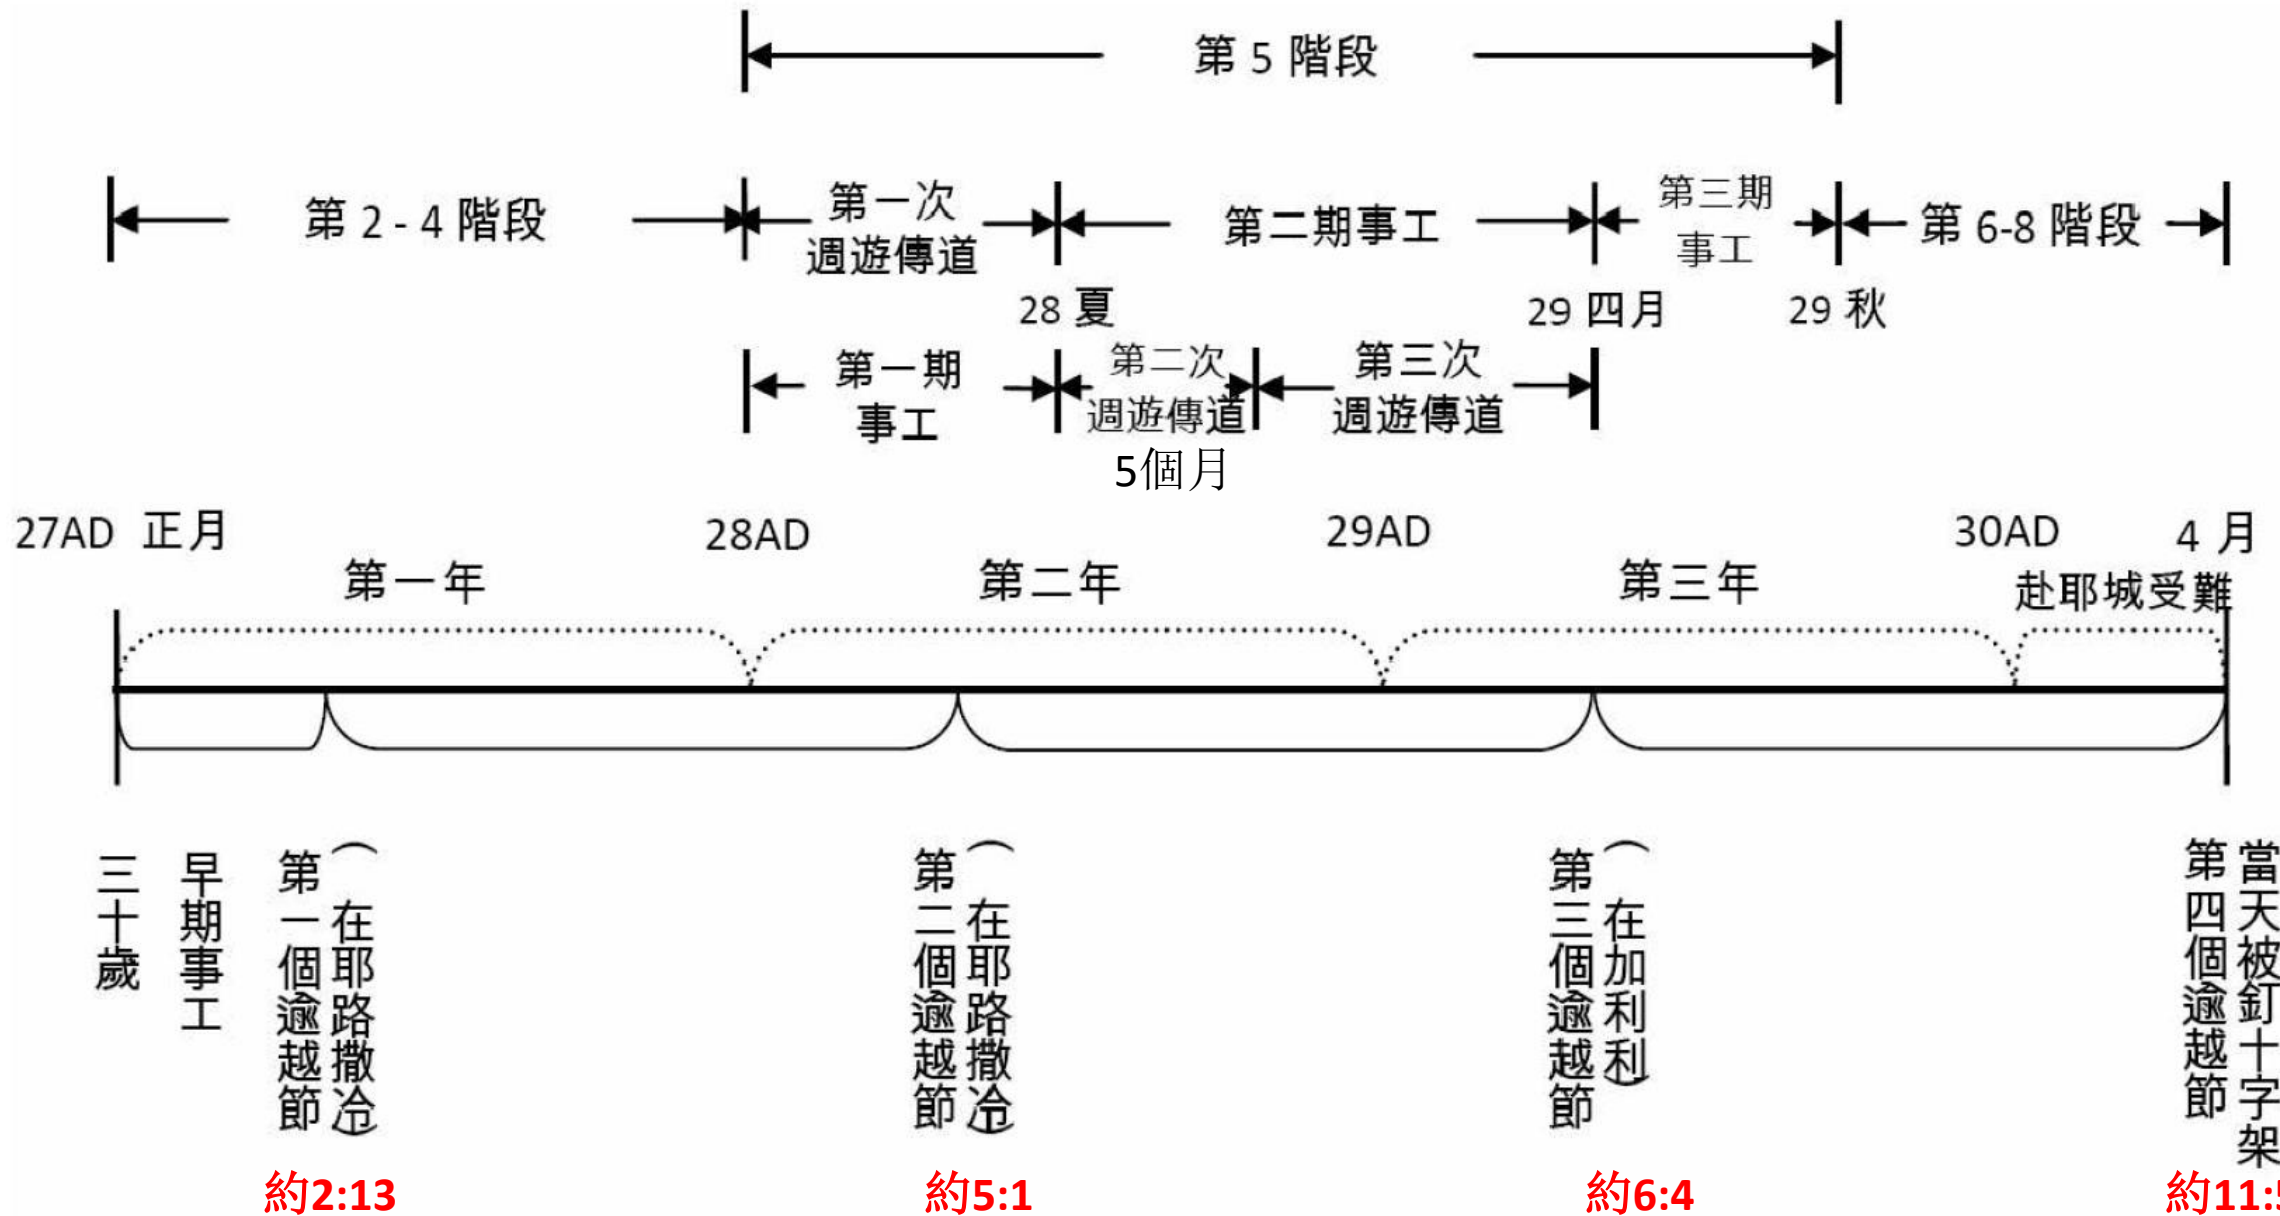 第 5 階段
第 2 - 4 階段
第一次
週遊傳道
第二期事工
第三期
事工
第 6-8 階段
28 夏
29 四月
29 秋
第一期
事工
第二次
週遊傳道
5個月
第三次
週遊傳道
27AD 正月
28AD
29AD
30AD
4 月
第一年
第二年
第三年
赴耶城受難
三十歲
早期事工
第一個逾越節
（在耶路撒冷）
第二個逾越節
（在耶路撒冷）
第三個逾越節
（在加利利）
第四個逾越節
當天被釘十字架
約2:13
約5:1
約6:4
約11:5